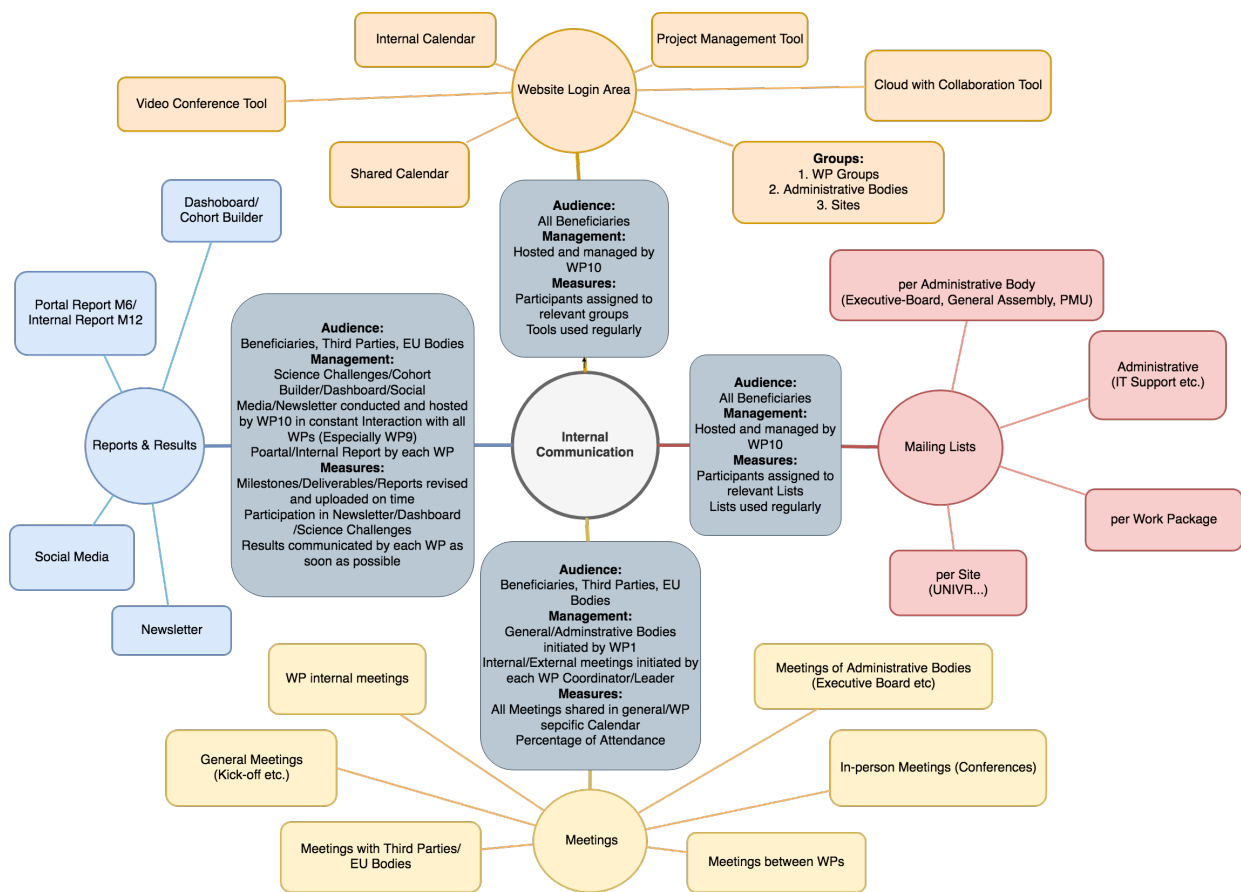 Internal Calendar
Project Management Tool
Website Login Area
Video Conference Tool
Cloud with Collaboration Tool
Shared Calendar
Groups:
1. WP Groups
2. Administrative Bodies
3. Sites
Audience:
All Beneficiaries
Management:
Hosted and managed by
WP10
Measures:
Participants assigned to
relevant groups
Tools used regularly
Dashoboard/
Cohort Builder
Portal Report M6/
Internal Report M12
Reports & Results
Social Media
Newsletter
Audience:
Beneficiaries, Third Parties, EU Bodies
Management:
Science Challenges/Cohort
Builder/Dashboard/Social
Media/Newsletter conducted and hosted
by WP10 in constant Interaction with all
WPs (Especially WP9)
Poartal/Internal Report by each WP
Measures:
Milestones/Deliverables/Reports revised
and uploaded on time
Participation in Newsletter/Dashboard
/Science Challenges
Results communicated by each WP as
soon as possible
Internal
Communication
Audience:
All Beneficiaries
Management:
Hosted and managed by
WP10
Measures:
Participants assigned to
relevant Lists
Lists used regularly
Mailing Lists
per Administrative Body
(Executive-Board, General Assembly, PMU)
Administrative
(IT Support etc.)
per Work Package
per Site
(UNIVR...)
Audience:
Beneficiaries, Third Parties, EU
Bodies
Management:
General/Adminstrative Bodies
initiated by WP1
Internal/External meetings initiated by
each WP Coordinator/Leader
Measures:
All Meetings shared in general/WP
sepcific Calendar
Percentage of Attendance
WP internal meetings
Meetings of Administrative Bodies
(Executive Board etc)
General Meetings
(Kick-off etc.)
In-person Meetings (Conferences)
Meetings with Third Parties/
EU Bodies
Meetings
Meetings between WPs